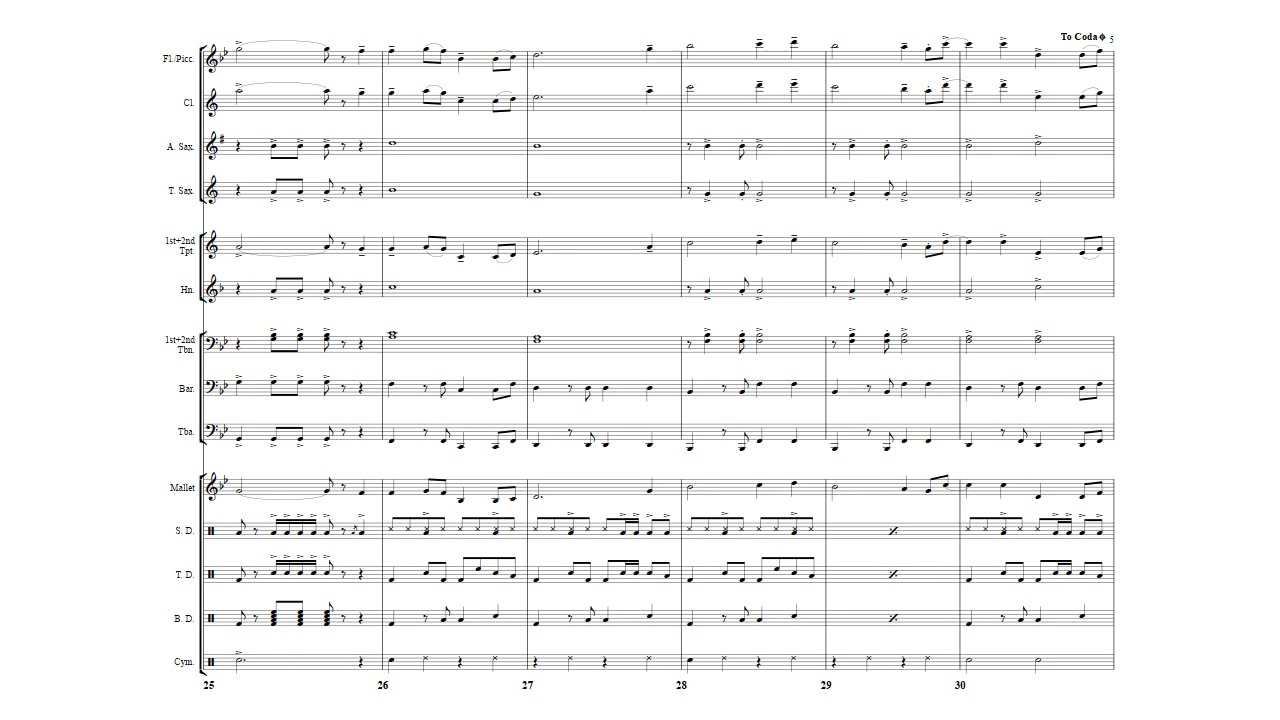 To Coda 5
Fl./Picc.
Cl.
A. Sax.
T. Sax.
1st+2nd
Tpt.
Hn.
1st+2nd
Tbn.
Bar.
Tba.
Mallet
S. D.
T. D.
B. D.
Cym.
25 26 27 28 29 30